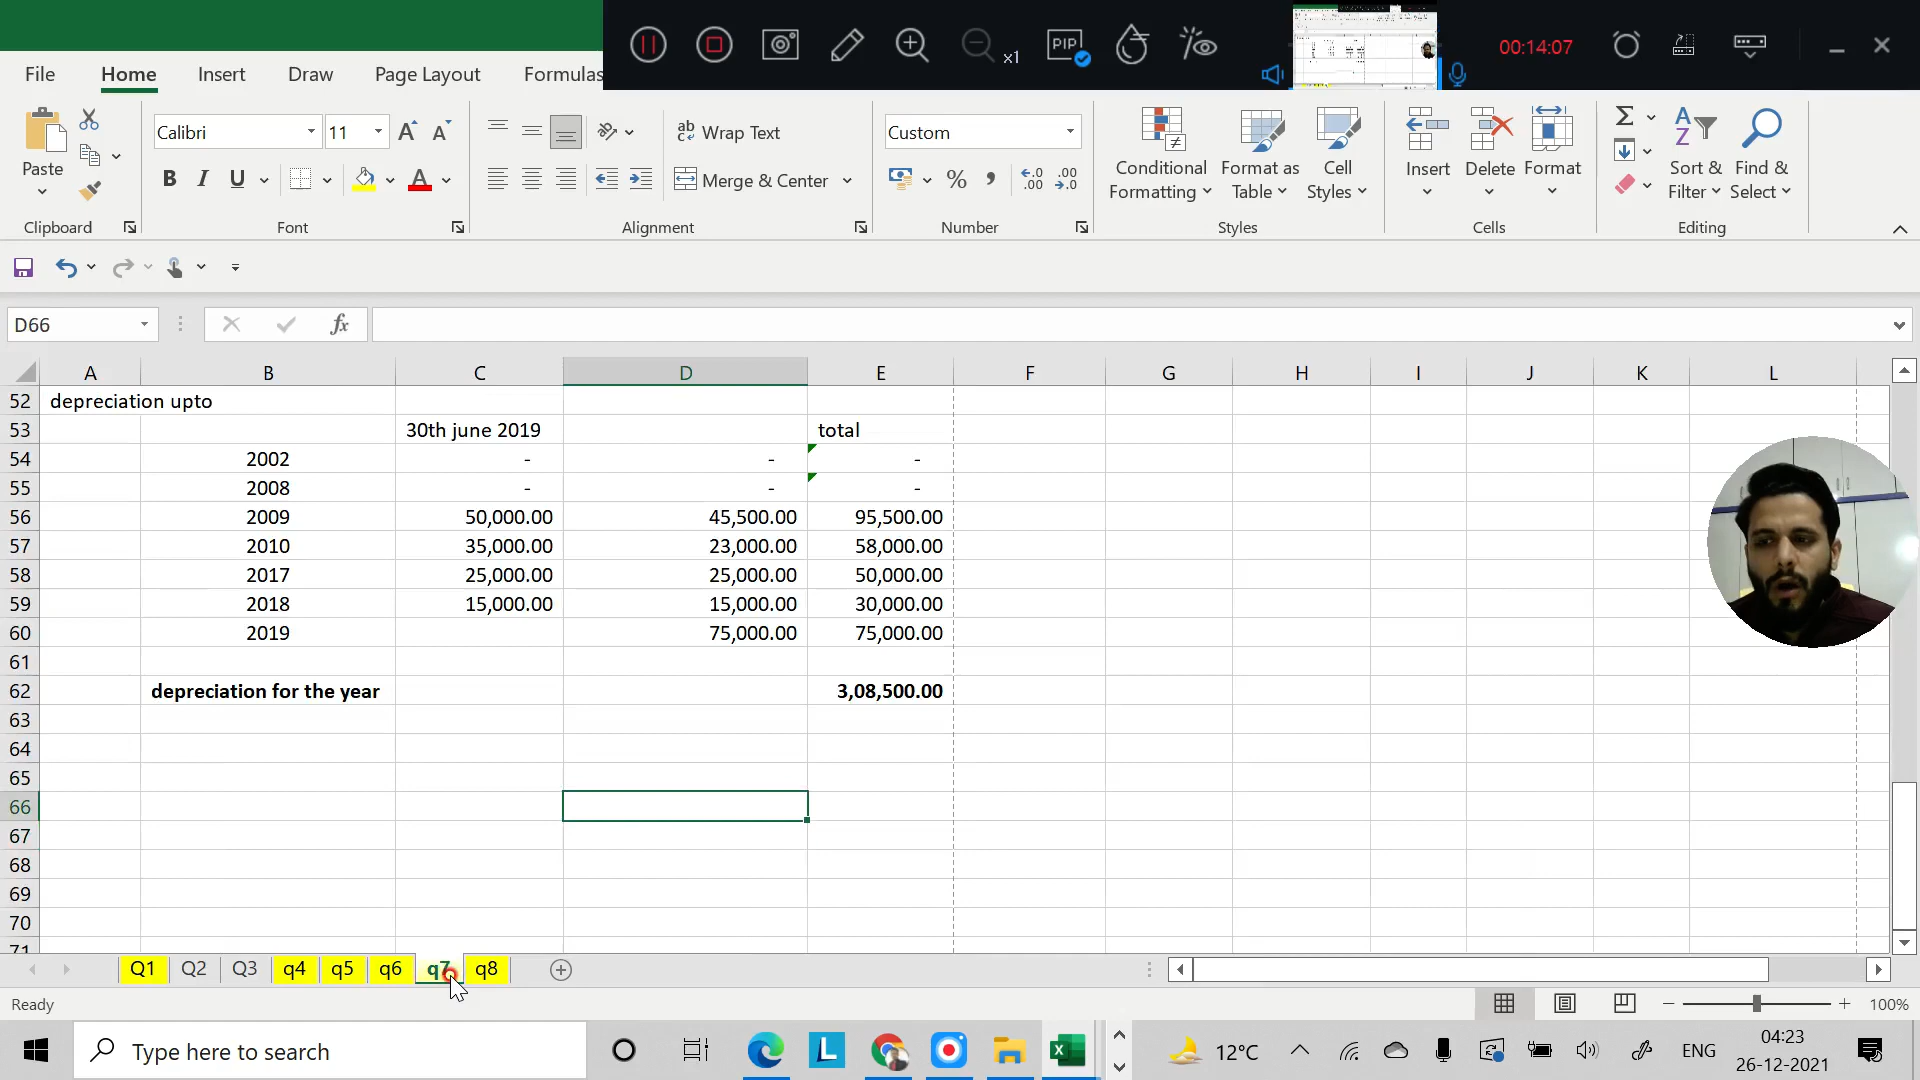 PIP
x1
00:14:07
File Home Insert Draw Page Layout Formulas
Paste
Calibri 11 A A
B I U A
ab Wrap Text
Merge & Center
Custom
% , .00 .00
Conditional Formatting
Format as Table
Cell Styles
Insert
Delete
Format
Sort & Filter
Find & Select
Clipboard Font Alignment Number Styles Cells Editing
D66 fx
A B C D E F G H I J K L
52 depreciation upto
53 30th june 2019 total
54 2002 - - -
55 2008 - - -
56 2009 50,000.00 45,500.00 95,500.00
57 2010 35,000.00 23,000.00 58,000.00
58 2017 25,000.00 25,000.00 50,000.00
59 2018 15,000.00 15,000.00 30,000.00
60 2019 75,000.00 75,000.00
61
62 depreciation for the year 3,08,500.00
63
64
65
66
67
68
69
70
71
Q1 Q2 Q3 q4 q5 q6 q7 q8
Ready 100%
Type here to search
L
12°C
ENG
04:23
26-12-2021